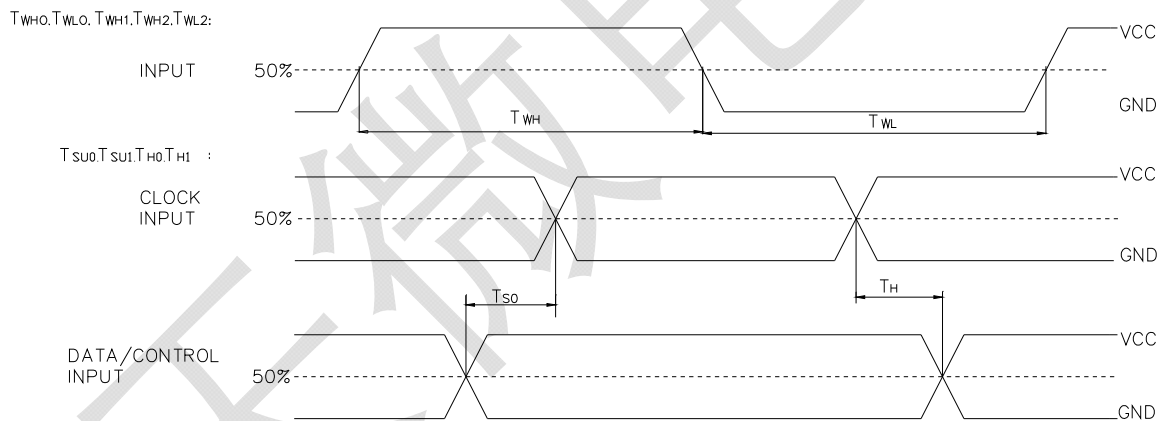 TWH0.TWL0. TWH1.TWH2.TWL2:
VCC
INPUT 50%
GND
TWH TWL
TSU0.TSU1.TH0.TH1 :
VCC
CLOCK
INPUT 50%
GND
TS0 TH
VCC
DATA/CONTROL
INPUT 50%
GND